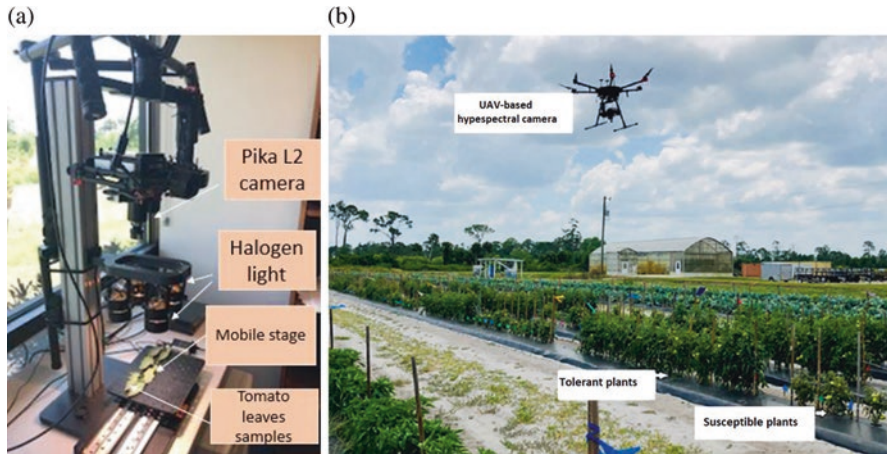 (a)
(b)
Pika L2
camera
Halogen
light
Mobile stage
Tomato
leaves
samples
UAV-based
hypespectral camera
Tolerant plants
Susceptible plants